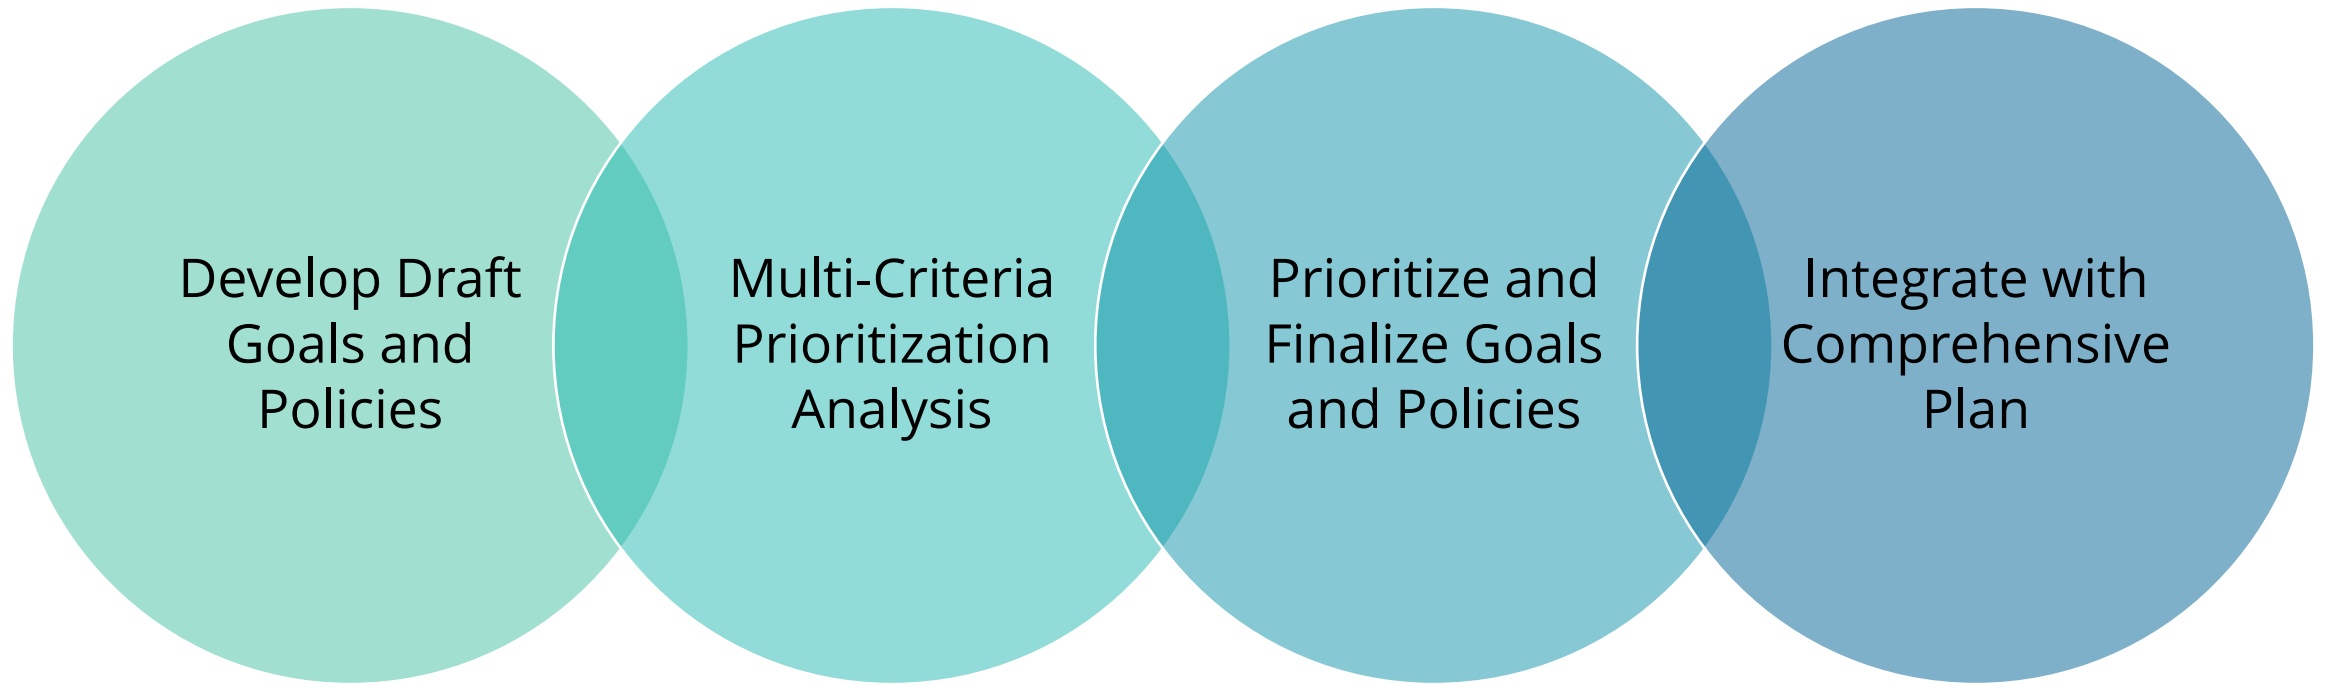 Develop Draft
Goals and
Policies
Multi-Criteria
Prioritization
Analysis
Prioritize and
Finalize Goals
and Policies
Integrate with
Comprehensive
Plan